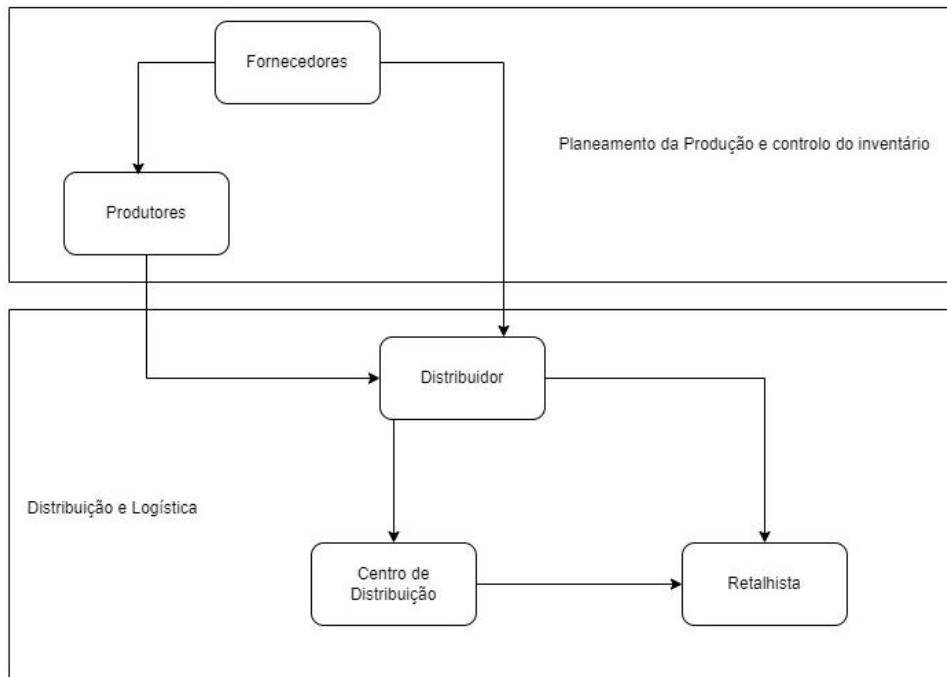 Fornecedores
Planeamento da Produção e controlo do inventário
Produtores
Distribuidor
Distribuição e Logística
Centro de
Distribuição
Retalhista